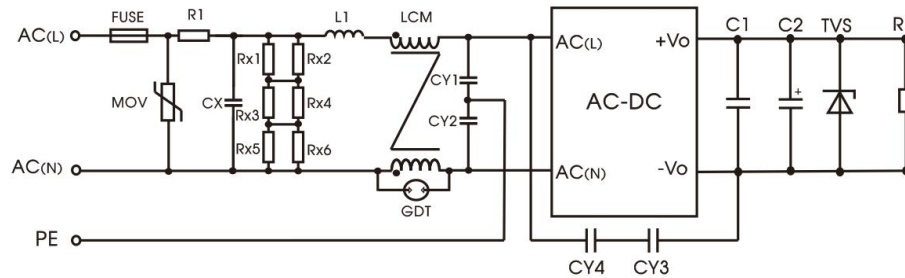 FUSE R1 L1 LCM C1 C2 TVS R
AC(L) AC(L) +Vo
Rx1 Rx2
CY1
MOV CX Rx3 Rx4 AC-DC +
CY2
Rx5 Rx6
AC(N) AC(N) -Vo
GDT
PE
CY4 CY3